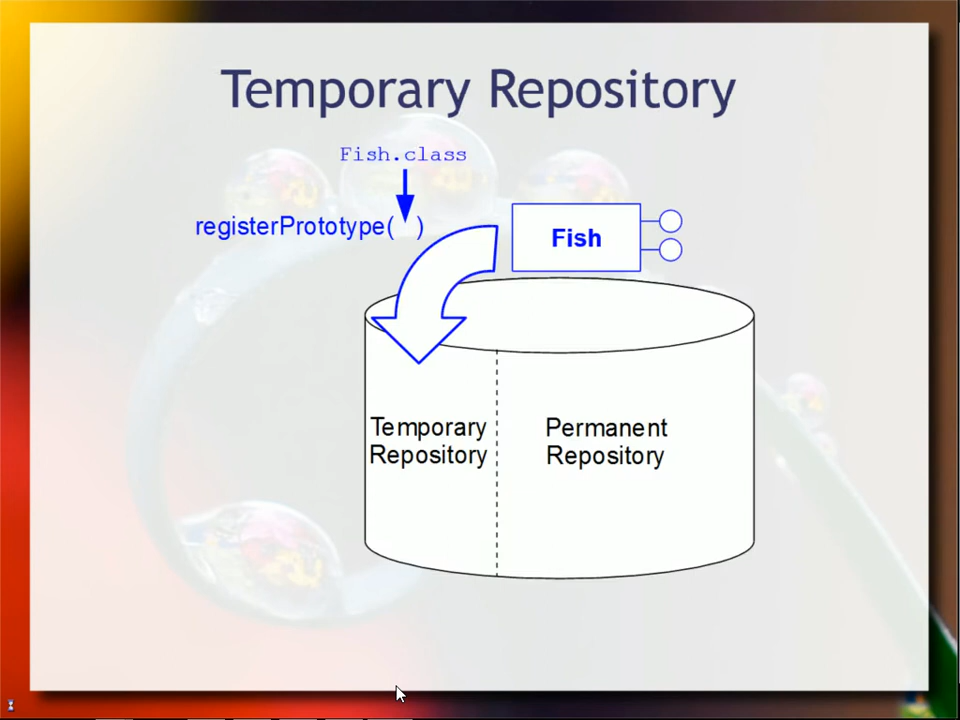 Temporary Repository
Fish.class
registerPrototype( )
Fish
Temporary
Repository
Permanent
Repository